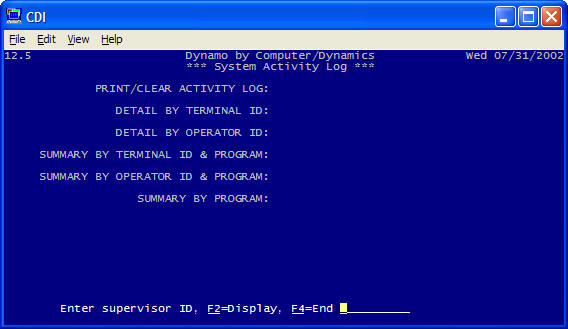 CDI
File Edit View Help
12.5 Dynamo by Computer/Dynamics Wed 07/31/2002
*** System Activity Log ***
PRINT/CLEAR ACTIVITY LOG:
DETAIL BY TERMINAL ID:
DETAIL BY OPERATOR ID:
SUMMARY BY TERMINAL ID & PROGRAM:
SUMMARY BY OPERATOR ID & PROGRAM:
SUMMARY BY PROGRAM:
Enter supervisor ID, F2=Display, F4=End